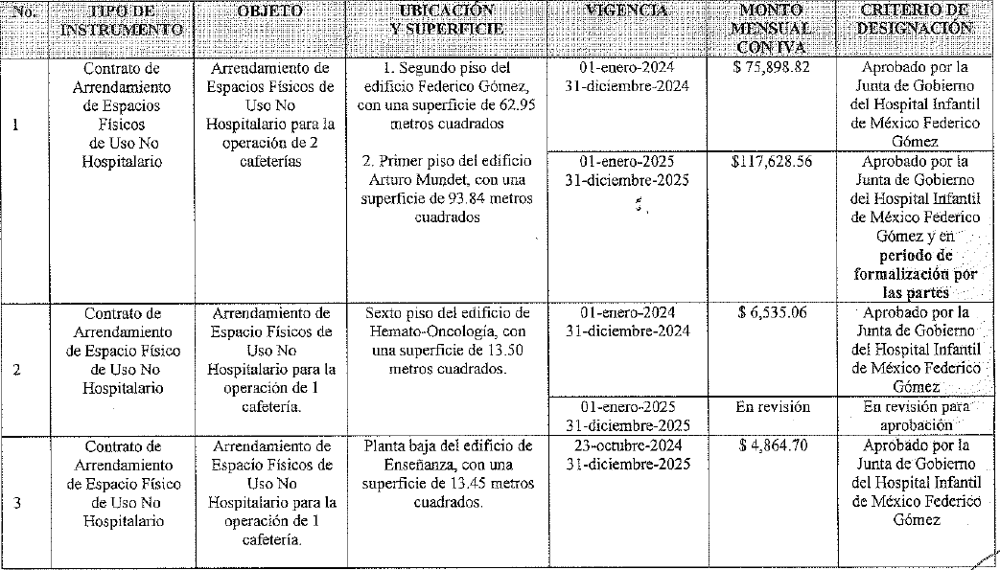 No.
TIPO DE
INSTRUMENTO
OBJETO
UBICACIÓN
Y SUPERFICIE
VIGENCIA
MONTO
MENSUAL
CON IVA
CRITERIO DE
DESIGNACIÓN
1
Contrato de
Arrendamiento
de Espacios
Físicos
de Uso No
Hospitalario
Arrendamiento de
Espacios Físicos de
Uso No
Hospitalario para la
operación de 2
cafeterías
1. Segundo piso del
edificio Federico Gómez,
con una superficie de 62.95
metros cuadrados
2. Primer piso del edificio
Arturo Mundet, con una
superficie de 93.84 metros
cuadrados
01-enero-2024
31-diciembre-2024
$ 75,898.82
Aprobado por la
Junta de Gobierno
del Hospital Infantil
de México Federico
Gómez
01-enero-2025
31-diciembre-2025
$117,628.56
Aprobado por la
Junta de Gobierno
del Hospital Infantil
de México Federico
Gómez y en
periodo de
formalización por
las partes
2
Contrato de
Arrendamiento
de Espacio Físico
de Uso No
Hospitalario
Arrendamiento de
Espacio Físicos de
Uso No
Hospitalario para la
operación de 1
cafetería.
Sexto piso del edificio de
Hemato-Oncología, con
una superficie de 13.50
metros cuadrados.
01-enero-2024
31-diciembre-2024
$ 6,535.06
Aprobado por la
Junta de Gobierno
del Hospital Infantil
de México Federico
Gómez
01-enero-2025
31-diciembre-2025
En revisión
En revisión para
aprobación
3
Contrato de
Arrendamiento
de Espacio Físico
de Uso No
Hospitalario
Arrendamiento de
Espacio Físicos de
Uso No
Hospitalario para la
operación de 1
cafetería.
Planta baja del edificio de
Enseñanza, con una
superficie de 13.45 metros
cuadrados.
23-octubre-2024
31-diciembre-2025
$ 4,864.70
Aprobado por la
Junta de Gobierno
del Hospital Infantil
de México Federico
Gómez